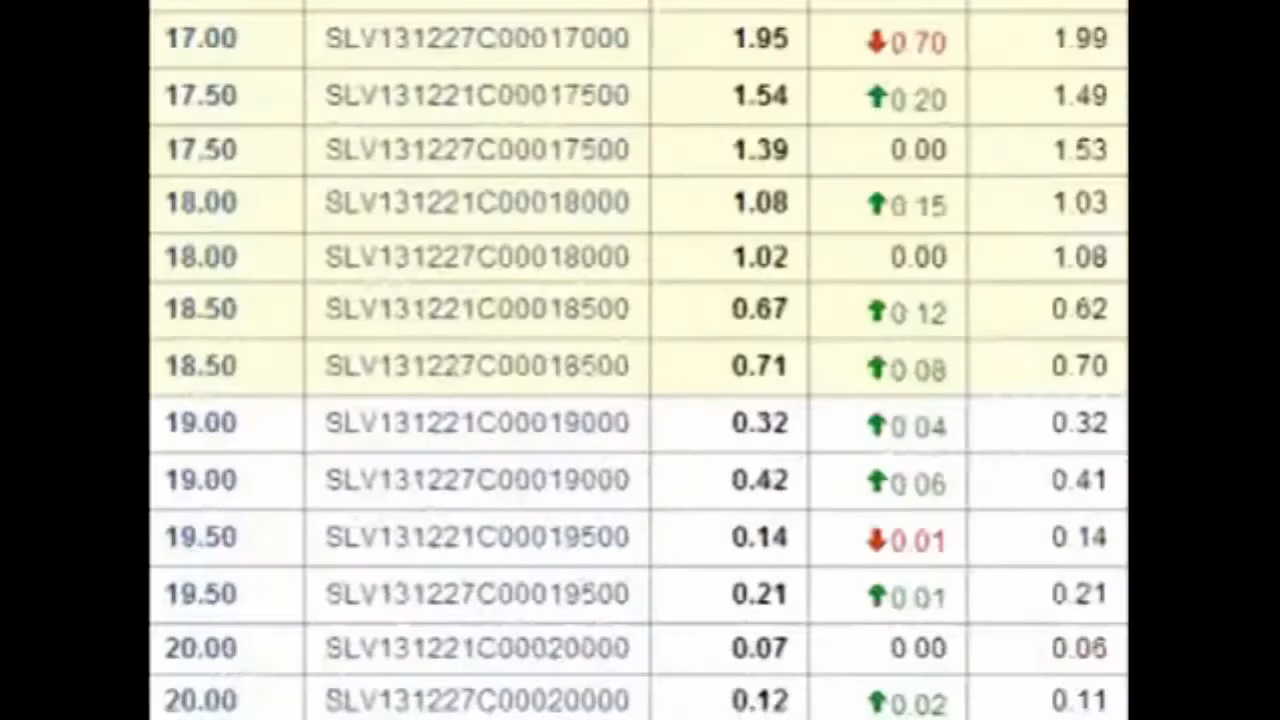 17.00 SLV131227C00017000 1.95 0.70 1.99
17.50 SLV131221C00017500 1.54 0.20 1.49
17.50 SLV131227C00017500 1.39 0.00 1.53
18.00 SLV131221C00018000 1.08 0.15 1.03
18.00 SLV131227C00018000 1.02 0.00 1.08
18.50 SLV131221C00018500 0.67 0.12 0.62
18.50 SLV131227C00018500 0.71 0.08 0.70
19.00 SLV131221C00019000 0.32 0.04 0.32
19.00 SLV131227C00019000 0.42 0.06 0.41
19.50 SLV131221C00019500 0.14 0.01 0.14
19.50 SLV131227C00019500 0.21 0.01 0.21
20.00 SLV131221C00020000 0.07 0.00 0.06
20.00 SLV131227C00020000 0.12 0.02 0.11